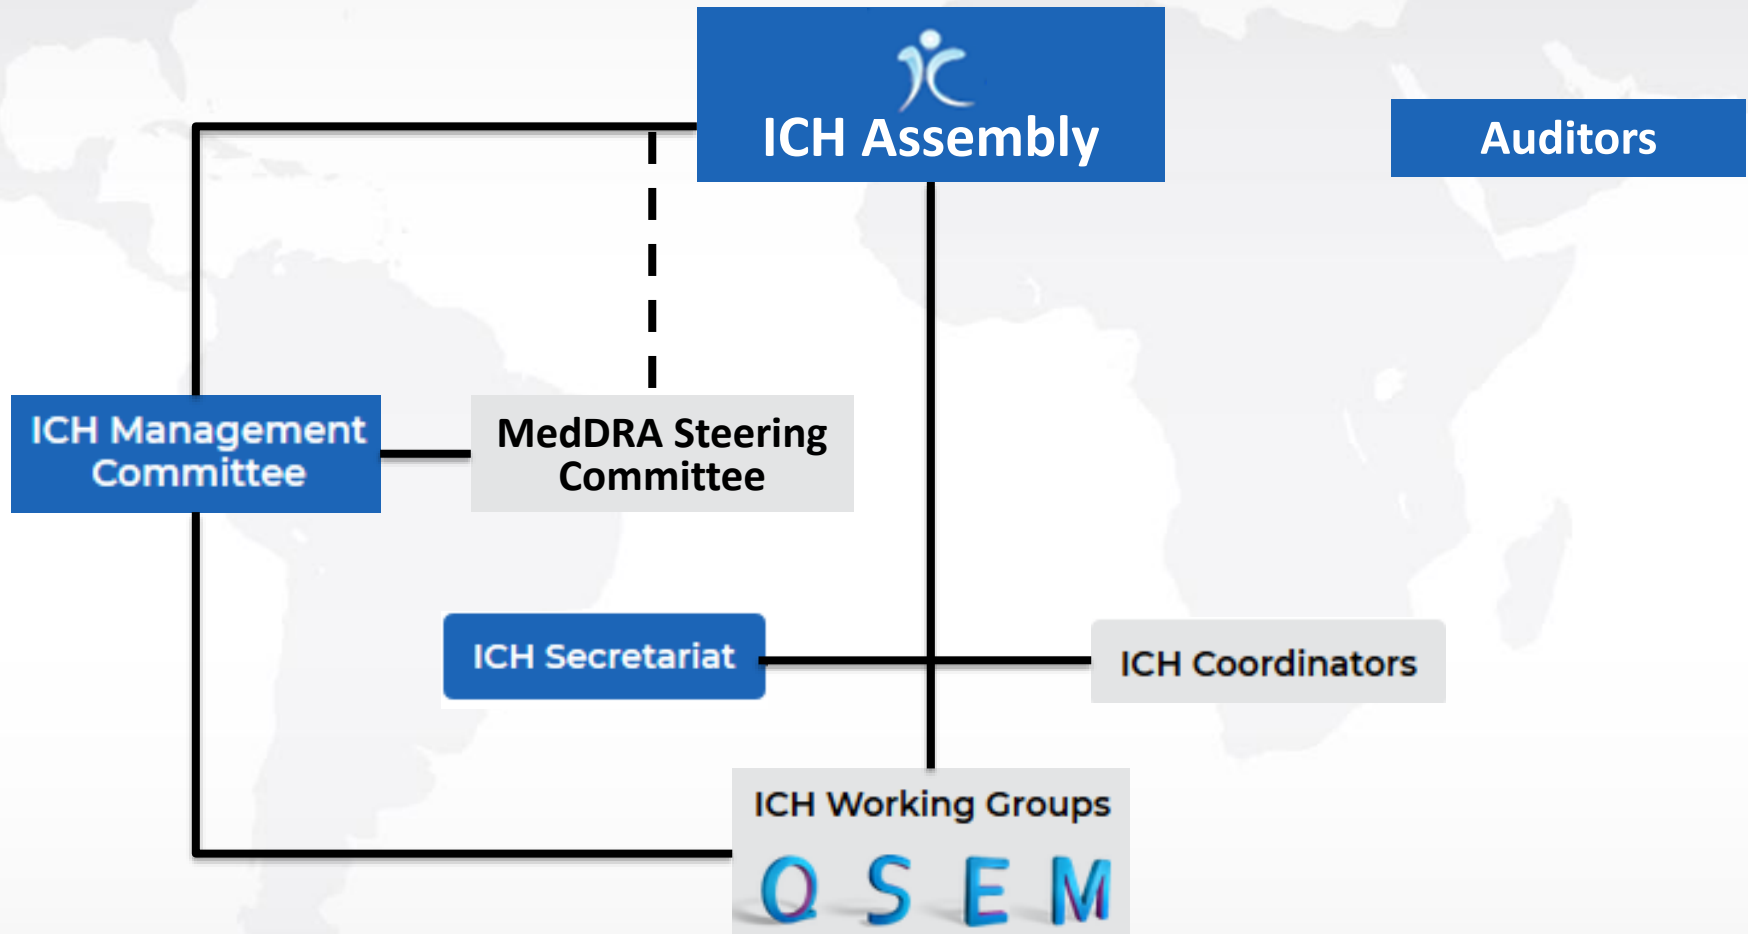 ICH Assembly
Auditors
ICH Management
Committee
MedDRA Steering
Committee
ICH Secretariat
ICH Coordinators
ICH Working Groups
Q S E M